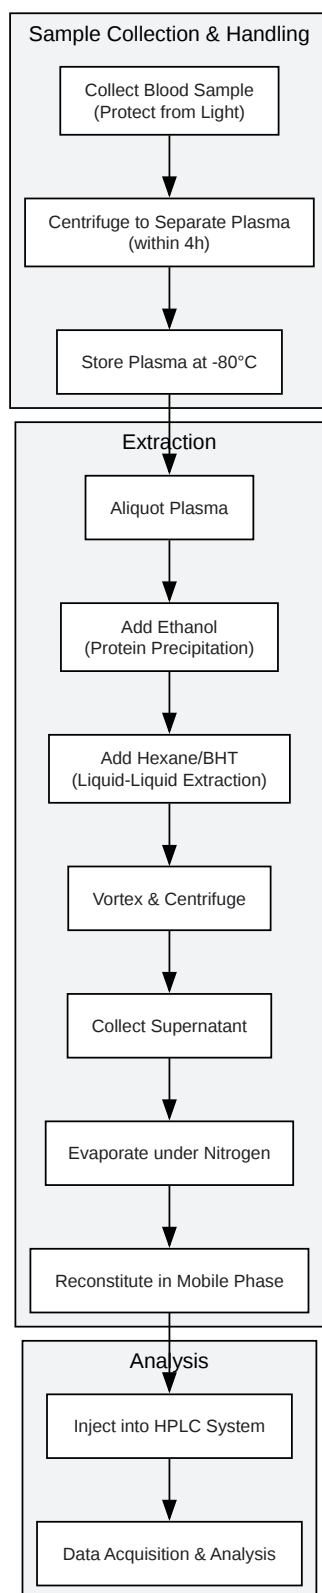 Sample Collection & Handling
Collect Blood Sample
(Protect from Light)
Centrifuge to Separate Plasma
(within 4h)
Store Plasma at -80°C
Extraction
Aliquot Plasma
Add Ethanol
(Protein Precipitation)
Add Hexane/BHT
(Liquid-Liquid Extraction)
Vortex & Centrifuge
Collect Supernatant
Evaporate under Nitrogen
Reconstitute in Mobile Phase
Analysis
Inject into HPLC System
Data Acquisition & Analysis